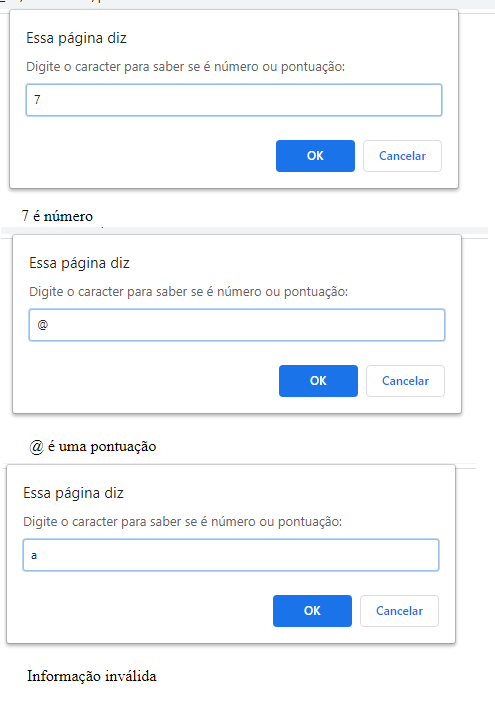 Essa página diz
Digite o caracter para saber se é número ou pontuação:
7
OK Cancelar
7 é número
Essa página diz
Digite o caracter para saber se é número ou pontuação:
@
OK Cancelar
@ é uma pontuação
Essa página diz
Digite o caracter para saber se é número ou pontuação:
a
OK Cancelar
Informação inválida